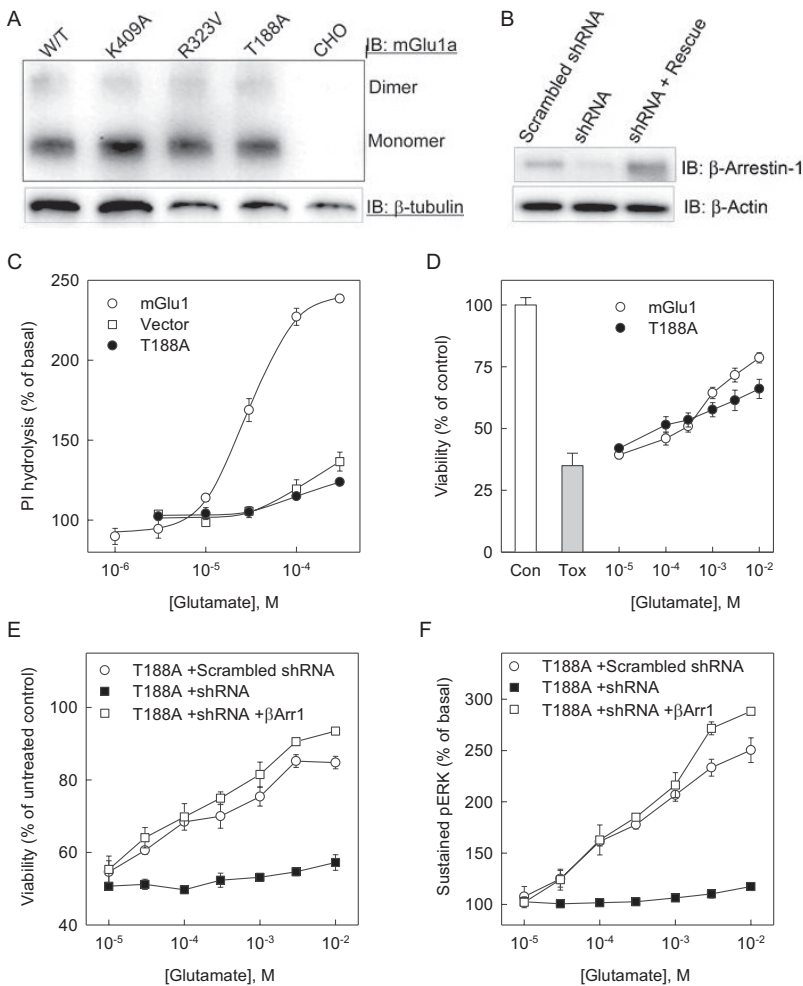 A
W/T
K409A
R323V
T188A
CHO
IB: mGlu1a
Dimer
Monomer
IB: β-tubulin
B
Scrambled shRNA
shRNA
shRNA + Rescue
IB: β-Arrestin-1
IB: β-Actin
C
PI hydrolysis (% of basal)
250
200
150
100
mGlu1
Vector
T188A
10-6 10-5 10-4
[Glutamate], M
D
Viability (% of control)
100
75
50
25
0
mGlu1
T188A
Con Tox 10-5 10-4 10-3 10-2
[Glutamate], M
E
Viability (% of untreated control)
100
80
60
40
T188A +Scrambled shRNA
T188A +shRNA
T188A +shRNA +βArr1
10-5 10-4 10-3 10-2
[Glutamate], M
F
Sustained pERK (% of basal)
300
250
200
150
100
T188A +Scrambled shRNA
T188A +shRNA
T188A +shRNA +βArr1
10-5 10-4 10-3 10-2
[Glutamate], M